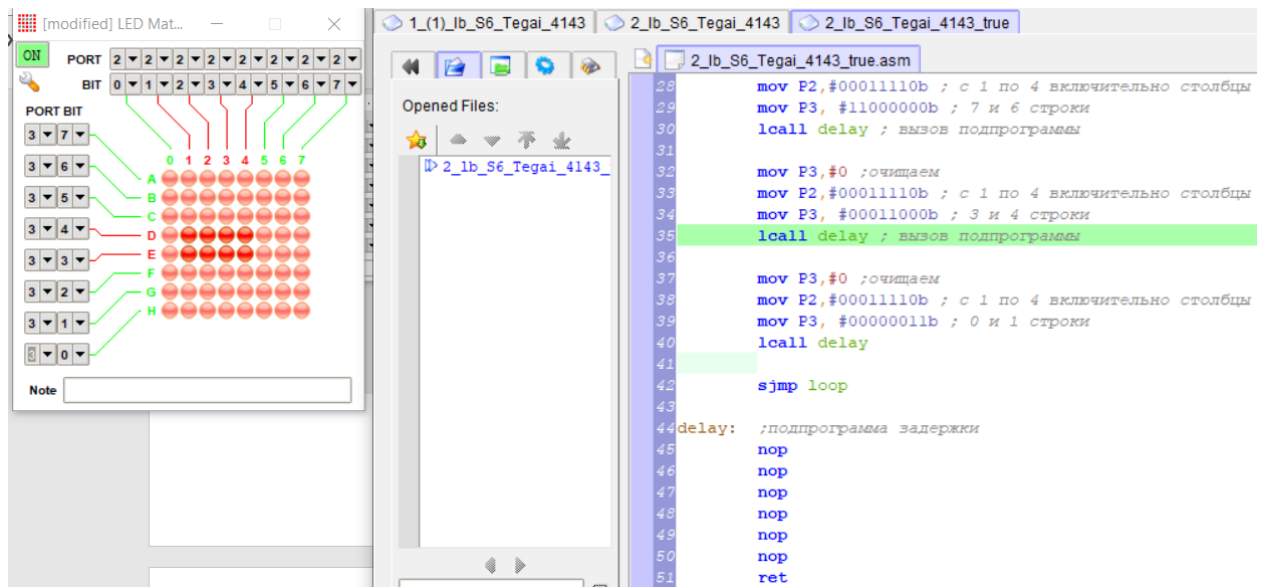 [modified] LED Mat...
ON
PORT 2 2 2 2 2 2 2 2
BIT 0 1 2 3 4 5 6 7
PORT BIT
3 7
3 6
3 5
3 4
3 3
3 2
3 1
3 0
0 1 2 3 4 5 6 7
A
B
C
D
E
F
G
H
Note
1_(1)_lb_S6_Tegai_4143
2_lb_S6_Tegai_4143
2_lb_S6_Tegai_4143_true
Opened Files:
2_lb_S6_Tegai_4143_
2_lb_S6_Tegai_4143_true.asm
28 mov P2,#00011110b ; с 1 по 4 включительно столбцы
29 mov P3, #11000000b ; 7 и 6 строки
30 lcall delay ; вызов подпрограммы
31
32 mov P3,#0 ;очищаем
33 mov P2,#00011110b ; с 1 по 4 включительно столбцы
34 mov P3, #00011000b ; 3 и 4 строки
35 lcall delay ; вызов подпрограммы
36
37 mov P3,#0 ;очищаем
38 mov P2,#00011110b ; с 1 по 4 включительно столбцы
39 mov P3, #00000011b ; 0 и 1 строки
40 lcall delay
41
42 sjmp loop
43
44 delay: ;подпрограмма задержки
45 nop
46 nop
47 nop
48 nop
49 nop
50 nop
51 ret